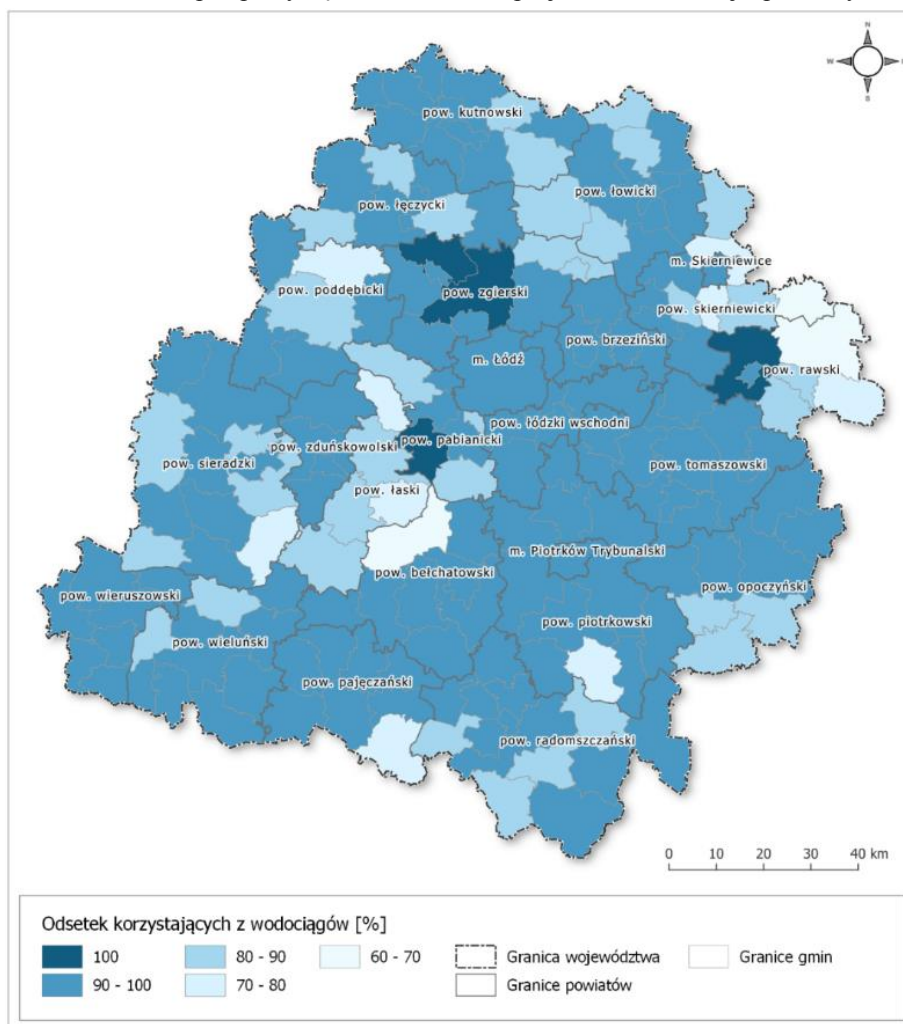 N
W
S
pow. kutnowski
pow. łęczycki
pow. łowicki
m. Skierniewice
pow. poddębicki
pow. zgierski
pow. skierniewicki
pow. brzeziński
m. Łódź
pow. rawski
pow. łódzki wschodni
pow. pabianicki
pow. zduńskowolski
pow. sieradzki
pow. tomaszowski
pow. łaski
m. Piotrków Trybunalski
pow. bełchatowski
pow. opoczyński
pow. wieruszowski
pow. piotrkowski
pow. wieluński
pow. pajęczański
pow. radomszczański
0 10 20 30 40 km
Odsetek korzystających z wodociągów [%]
100 80 - 90 60 - 70 Granica województwa Granice gmin
90 - 100 70 - 80 Granice powiatów